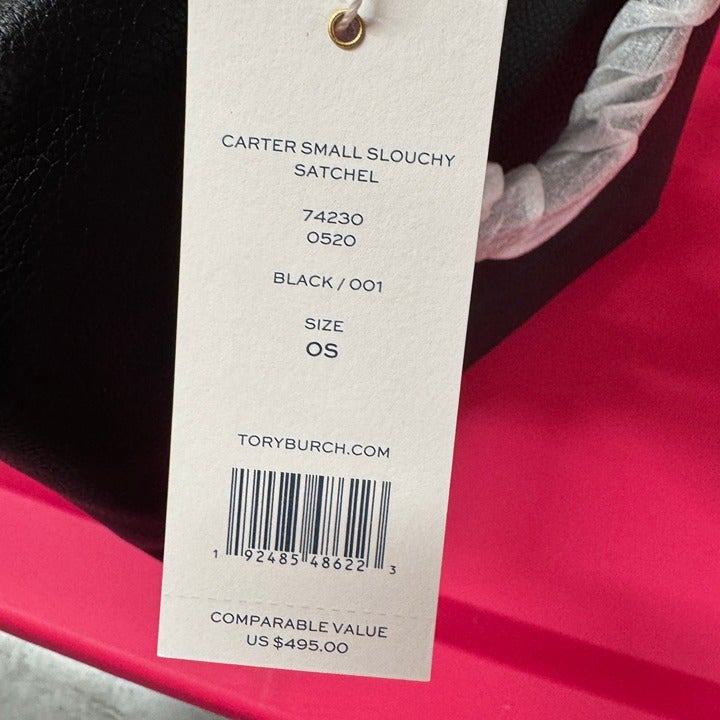 CARTER SMALL SLOUCHY
SATCHEL
74230
0520
BLACK / 001
SIZE
OS
TORYBURCH.COM
1 92485 48622 3
COMPARABLE VALUE
US $495.00